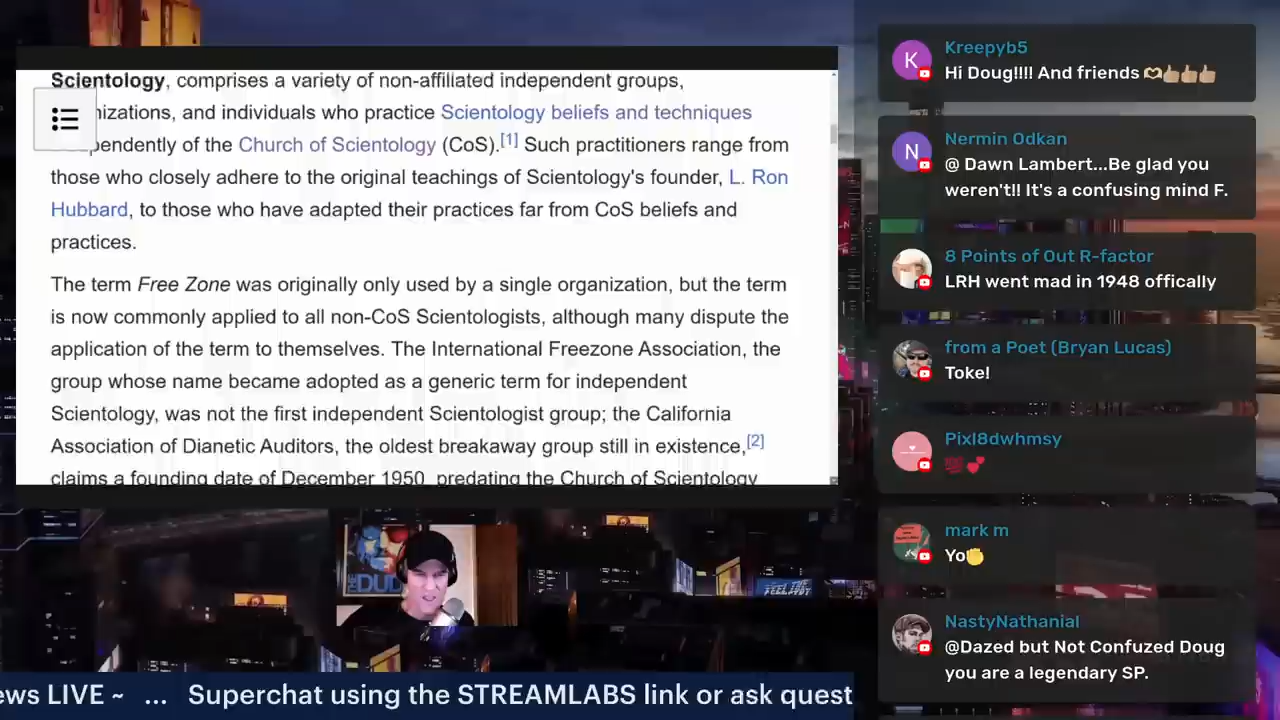 Scientology, comprises a variety of non-affiliated independent groups,
nizations, and individuals who practice Scientology beliefs and techniques
pendently of the Church of Scientology (CoS).[1] Such practitioners range from
those who closely adhere to the original teachings of Scientology's founder, L. Ron
Hubbard, to those who have adapted their practices far from CoS beliefs and
practices.
The term Free Zone was originally only used by a single organization, but the term
is now commonly applied to all non-CoS Scientologists, although many dispute the
application of the term to themselves. The International Freezone Association, the
group whose name became adopted as a generic term for independent
Scientology, was not the first independent Scientologist group; the California
Association of Dianetic Auditors, the oldest breakaway group still in existence,[2]
claims a founding date of December 1950, predating the Church of Scientology
DUD
FEEL THE
ews LIVE ~ ... Superchat using the STREAMLABS link or ask quest
K
Kreepyb5
Hi Doug!!!! And friends 🫶🏼👍🏼👍🏼👍🏼
N
Nermin Odkan
@ Dawn Lambert...Be glad you
weren't!! It's a confusing mind F.
8 Points of Out R-factor
LRH went mad in 1948 offically
from a Poet (Bryan Lucas)
Toke!
Pixl8dwhmsy
💯💕
mark m
Yo✊
NastyNathanial
@Dazed but Not Confuzed Doug
you are a legendary SP.